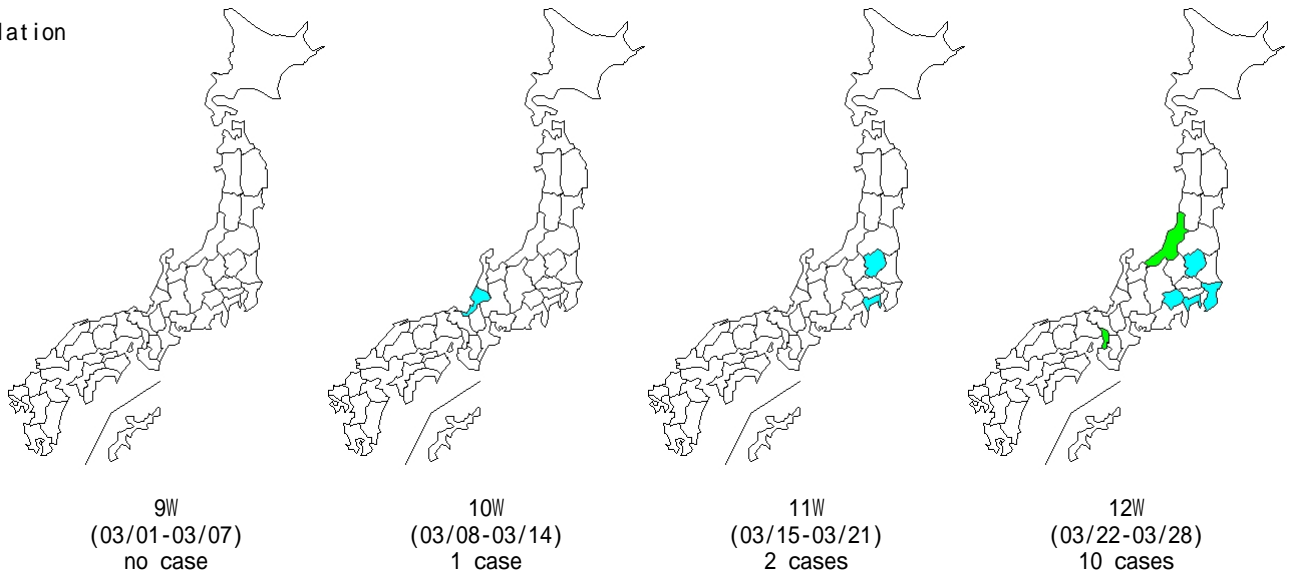 lation
9W
(03/01-03/07)
no case
10W
(03/08-03/14)
1 case
11W
(03/15-03/21)
2 cases
12W
(03/22-03/28)
10 cases